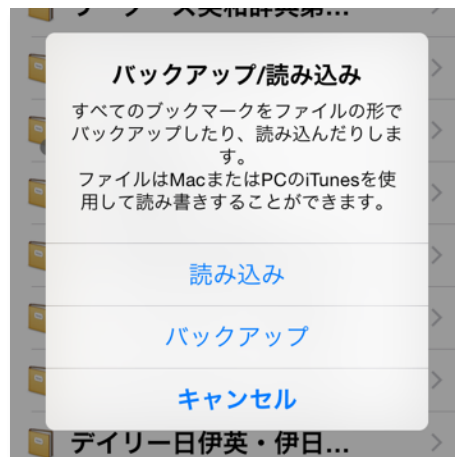 バックアップ/読み込み
すべてのブックマークをファイルの形で
バックアップしたり、読み込んだりしま
す。
ファイルはMacまたはPCのiTunesを使
用して読み書きすることができます。
読み込み
バックアップ
キャンセル
デイリー日伊英・伊日...